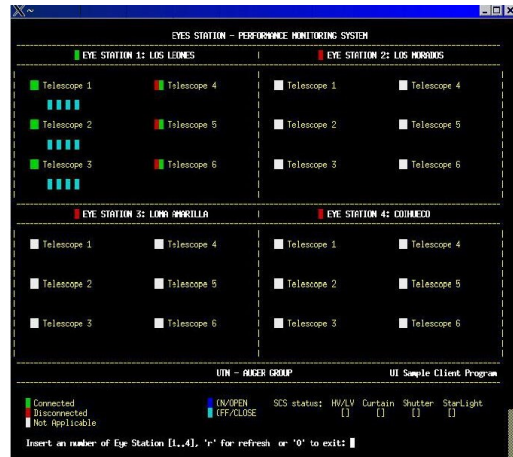 ~
EYES STATION - PERFORMANCE MONITORING SYSTEM
EYE STATION 1: LOS LEONES | EYE STATION 2: LOS MORADOS
Telescope 1 Telescope 4 Telescope 1 Telescope 4
Telescope 2 Telescope 5 Telescope 2 Telescope 5
Telescope 3 Telescope 6 Telescope 3 Telescope 6
EYE STATION 3: LOMA AMARILLA | EYE STATION 4: COIHUECO
Telescope 1 Telescope 4 Telescope 1 Telescope 4
Telescope 2 Telescope 5 Telescope 2 Telescope 5
Telescope 3 Telescope 6 Telescope 3 Telescope 6
UTN - AUGER GROUP UI Sample Client Program
Connected (N/OPEN SCS status: HV/LV Curtain Shutter StarLight
Disconnected (FF/CLOSE [] [] [] []
Not Applicable
Insert an number of Eye Station [1..4], 'r' for refresh or '0' to exit: